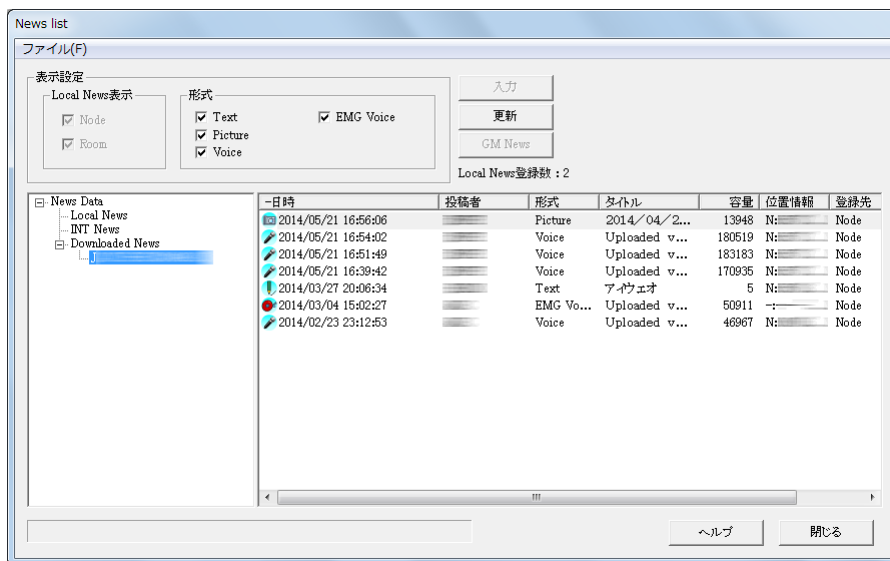 News list
ファイル(F)
表示設定
Local News表示
Node
Room
形式
Text
EMG Voice
Picture
Voice
入力
更新
GM News
Local News登録数：2
News Data
Local News
INT News
Downloaded News
J
-日時 投稿者 形式 タイトル 容量 位置情報 登録先
2014/05/21 16:56:06 Picture 2014／04／2... 13948 N: Node
2014/05/21 16:54:02 Voice Uploaded v... 180519 N: Node
2014/05/21 16:51:49 Voice Uploaded v... 183183 N: Node
2014/05/21 16:39:42 Voice Uploaded v... 170935 N: Node
2014/03/27 20:06:34 Text アイウエオ 5 N: Node
2014/03/04 15:02:27 EMG Vo... Uploaded v... 50911 -:- Node
2014/02/23 23:12:53 Voice Uploaded v... 46967 N: Node
ヘルプ
閉じる